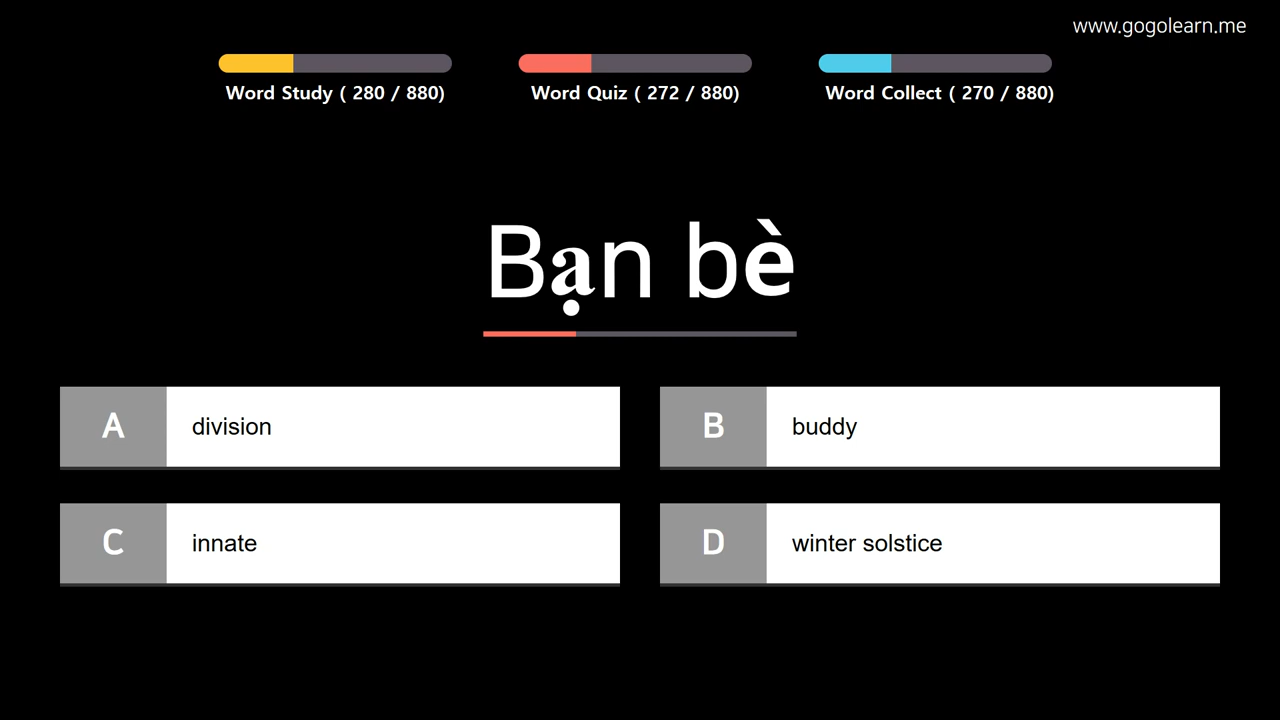 www.gogolearn.me
Word Study ( 280 / 880)
Word Quiz ( 272 / 880)
Word Collect ( 270 / 880)
Bạn bè
A division
B buddy
C innate
D winter solstice